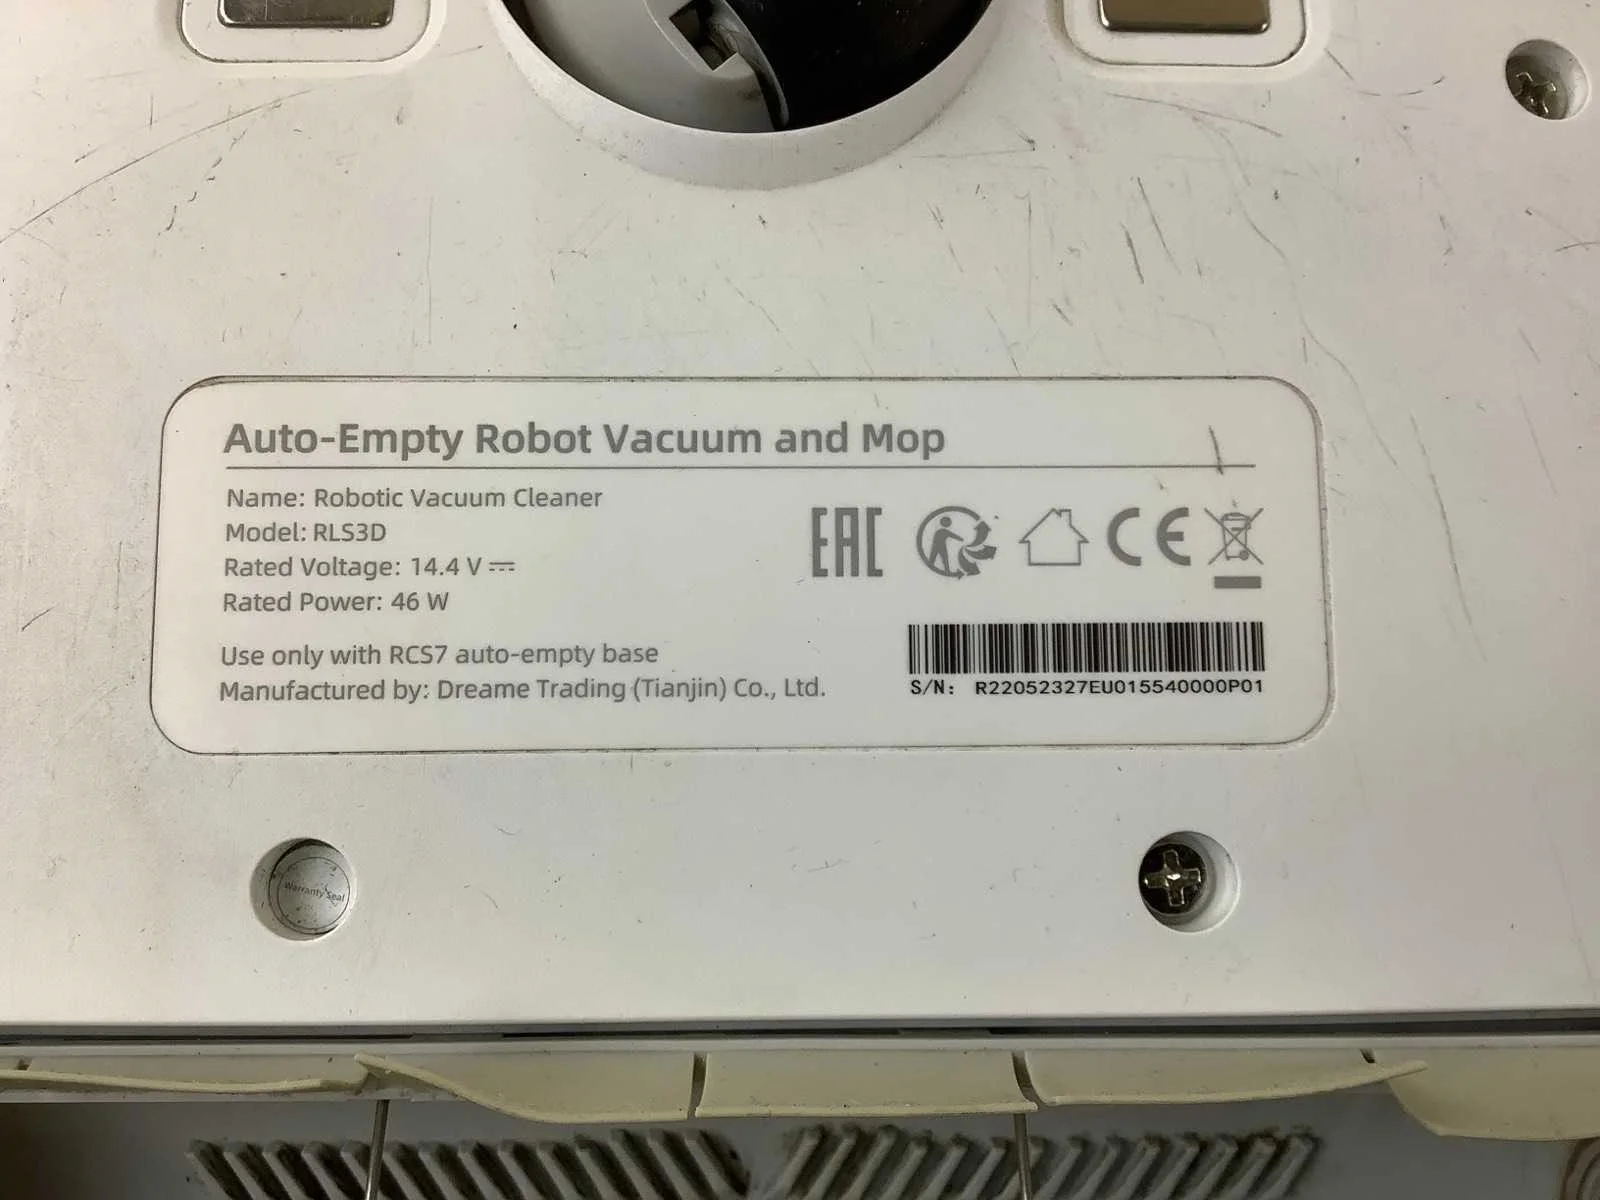 Auto-Empty Robot Vacuum and Mop
Name: Robotic Vacuum Cleaner
Model: RLS3D
Rated Voltage: 14.4 V ⎓
Rated Power: 46 W
Use only with RCS7 auto-empty base
Manufactured by: Dreame Trading (Tianjin) Co., Ltd.
EAC
CE
S/N: R22052327EU015540000P01
Warranty Seal